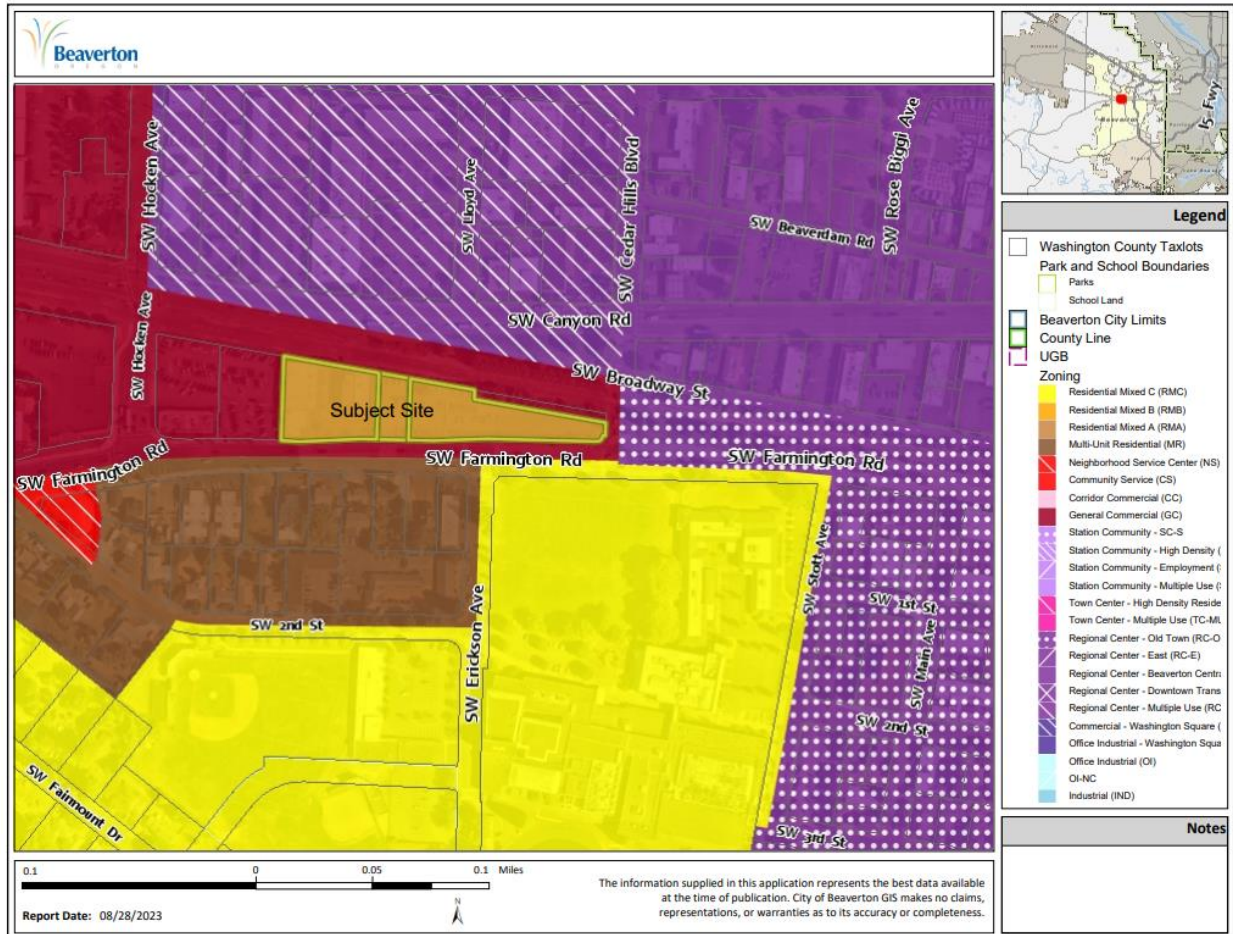 Beaverton
OREGON
SW Hocken Ave
SW Lloyd Ave
SW Cedar Hills Blvd
SW Rose Biggi Ave
SW Beaverdam Rd
SW Canyon Rd
SW Hocken Ave
SW Broadway St
Subject Site
SW Farmington Rd
SW Farmington Rd
SW Farmington Rd
SW Stott Ave
SW 1st St
SW Erickson Ave
SW 2nd St
SW Main Ave
SW 2nd St
SW Fairmount Dr
SW 3rd St
0.1 0 0.05 0.1 Miles
Report Date: 08/28/2023
N
The information supplied in this application represents the best data available
at the time of publication. City of Beaverton GIS makes no claims,
representations, or warranties as to its accuracy or completeness.
Beaverton
I5 Fwy
Legend
Washington County Taxlots
Park and School Boundaries
Parks
School Land
Beaverton City Limits
County Line
UGB
Zoning
Residential Mixed C (RMC)
Residential Mixed B (RMB)
Residential Mixed A (RMA)
Multi-Unit Residential (MR)
Neighborhood Service Center (NS)
Community Service (CS)
Corridor Commercial (CC)
General Commercial (GC)
Station Community - SC-S
Station Community - High Density (
Station Community - Employment (
Station Community - Multiple Use (
Town Center - High Density Reside
Town Center - Multiple Use (TC-MU
Regional Center - Old Town (RC-O
Regional Center - East (RC-E)
Regional Center - Beaverton Centra
Regional Center - Downtown Trans
Regional Center - Multiple Use (RC
Commercial - Washington Square (
Office Industrial - Washington Squa
Office Industrial (OI)
OI-NC
Industrial (IND)
Notes